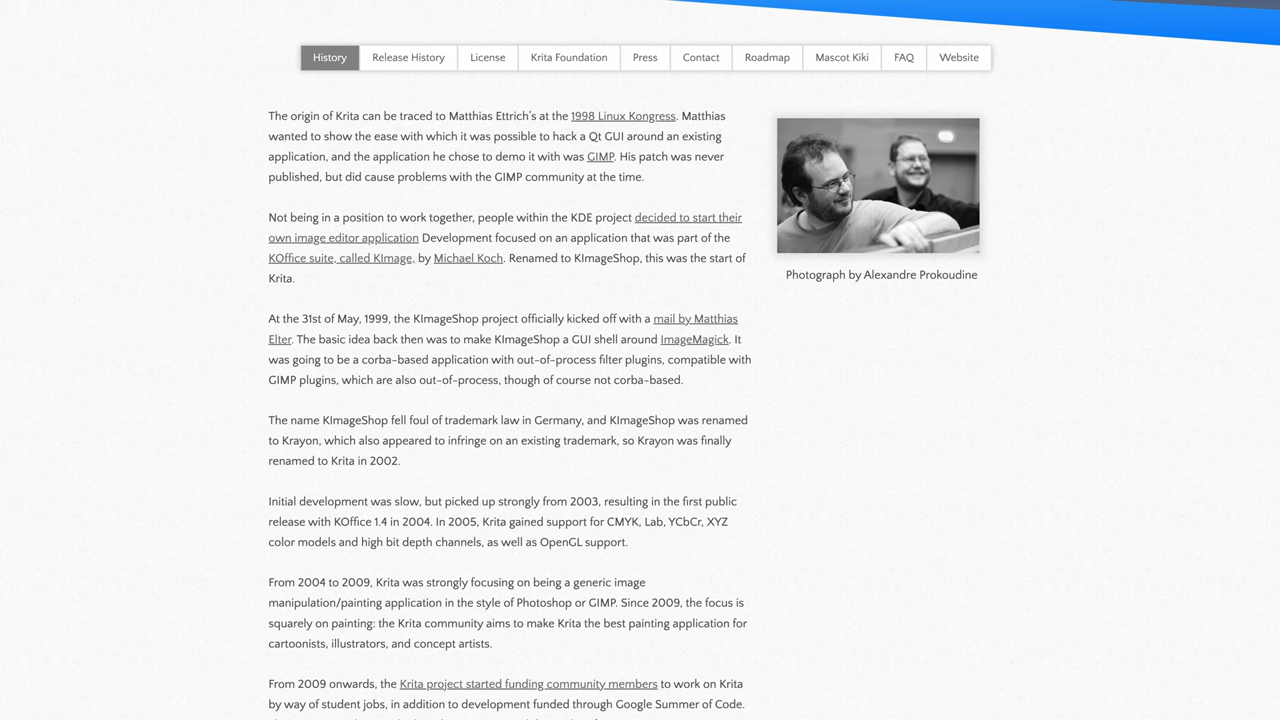 History
Release History
License
Krita Foundation
Press
Contact
Roadmap
Mascot Kiki
FAQ
Website
The origin of Krita can be traced to Matthias Ettrich's at the 1998 Linux Kongress. Matthias
wanted to show the ease with which it was possible to hack a Qt GUI around an existing
application, and the application he chose to demo it with was GIMP. His patch was never
published, but did cause problems with the GIMP community at the time.
Not being in a position to work together, people within the KDE project decided to start their
own image editor application Development focused on an application that was part of the
KOffice suite, called KImage, by Michael Koch. Renamed to KImageShop, this was the start of
Krita.
At the 31st of May, 1999, the KImageShop project officially kicked off with a mail by Matthias
Elter. The basic idea back then was to make KImageShop a GUI shell around ImageMagick. It
was going to be a corba-based application with out-of-process filter plugins, compatible with
GIMP plugins, which are also out-of-process, though of course not corba-based.
The name KImageShop fell foul of trademark law in Germany, and KImageShop was renamed
to Krayon, which also appeared to infringe on an existing trademark, so Krayon was finally
renamed to Krita in 2002.
Initial development was slow, but picked up strongly from 2003, resulting in the first public
release with KOffice 1.4 in 2004. In 2005, Krita gained support for CMYK, Lab, YCbCr, XYZ
color models and high bit depth channels, as well as OpenGL support.
From 2004 to 2009, Krita was strongly focusing on being a generic image
manipulation/painting application in the style of Photoshop or GIMP. Since 2009, the focus is
squarely on painting: the Krita community aims to make Krita the best painting application for
cartoonists, illustrators, and concept artists.
From 2009 onwards, the Krita project started funding community members to work on Krita
by way of student jobs, in addition to development funded through Google Summer of Code.
Photograph by Alexandre Prokoudine